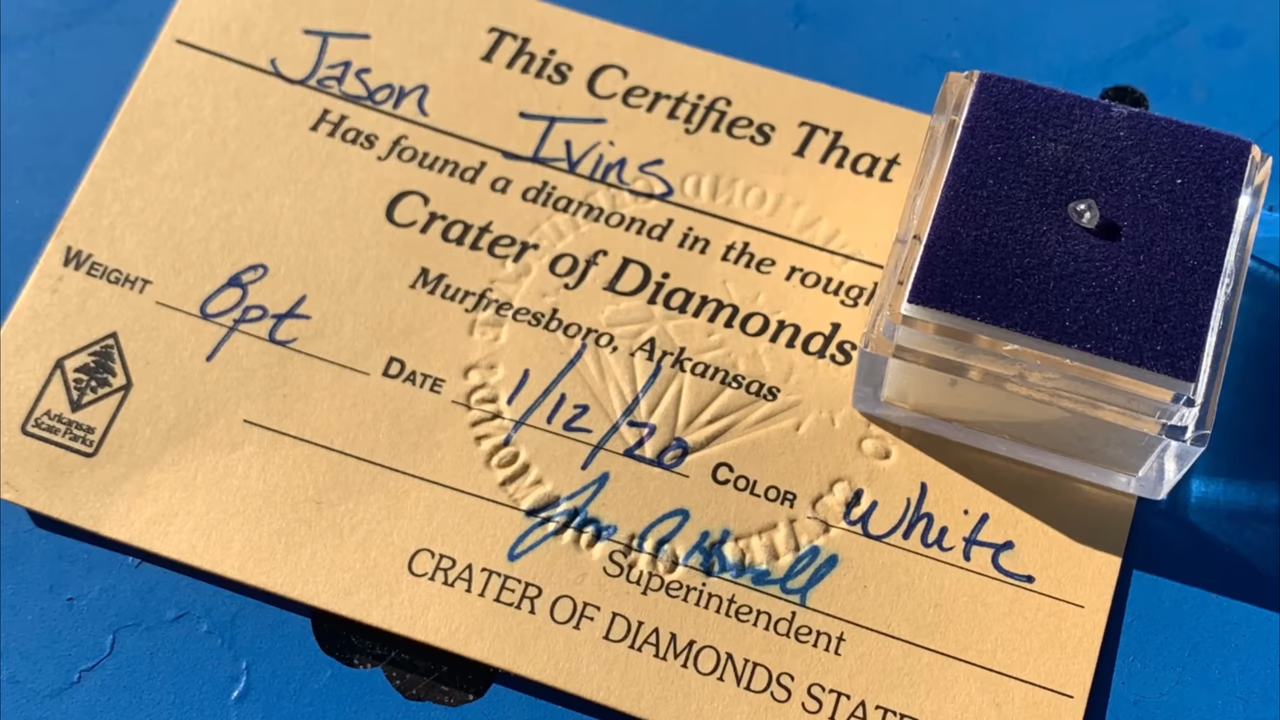 This Certifies That
Jason Ivins
Has found a diamond in the rough
Crater of Diamonds
Murfreesboro, Arkansas
WEIGHT 8pt DATE 1/12/20 COLOR White
Arkansas
State Parks
Superintendent
CRATER OF DIAMONDS STATE